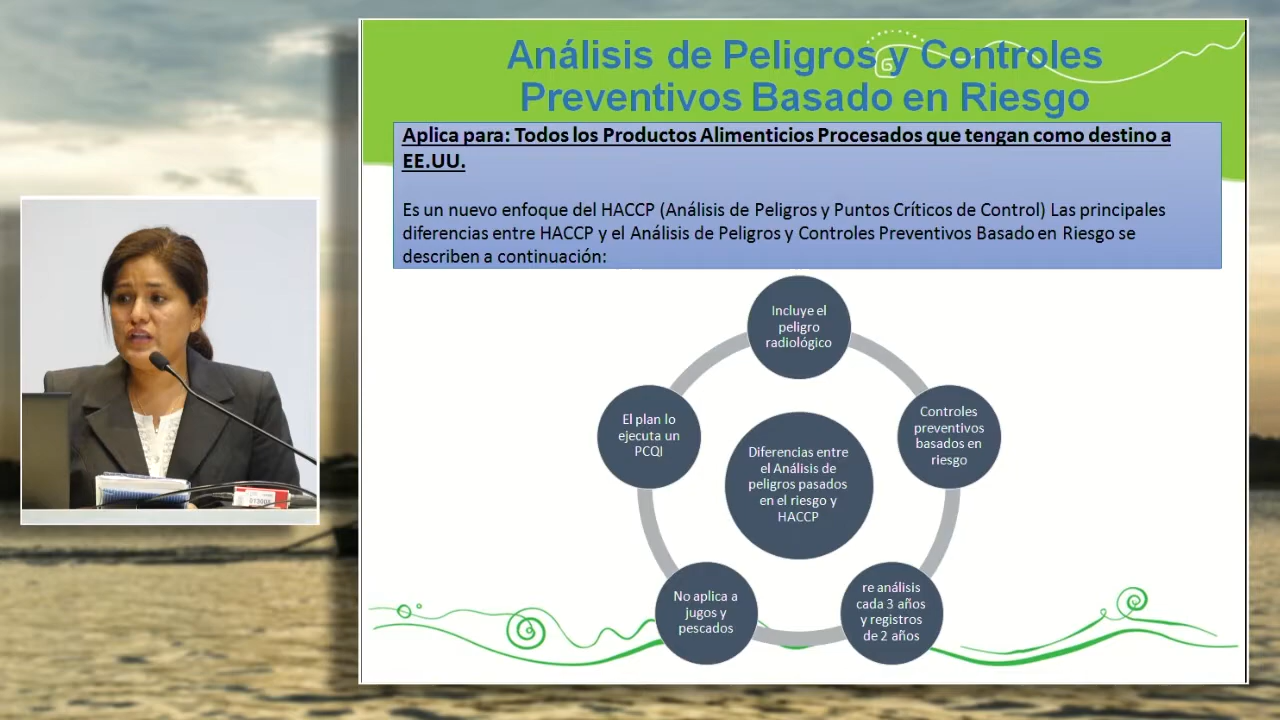 Análisis de Peligros y Controles
Preventivos Basado en Riesgo
Aplica para: Todos los Productos Alimenticios Procesados que tengan como destino a
EE.UU.
Es un nuevo enfoque del HACCP (Análisis de Peligros y Puntos Críticos de Control) Las principales
diferencias entre HACCP y el Análisis de Peligros y Controles Preventivos Basado en Riesgo se
describen a continuación:
Incluye el
peligro
radiológico
Controles
preventivos
basados en
riesgo
re análisis
cada 3 años
y registros
de 2 años
No aplica a
jugos y
pescados
El plan lo
ejecuta un
PCQI
Diferencias entre
el Análisis de
peligros pasados
en el riesgo y
HACCP